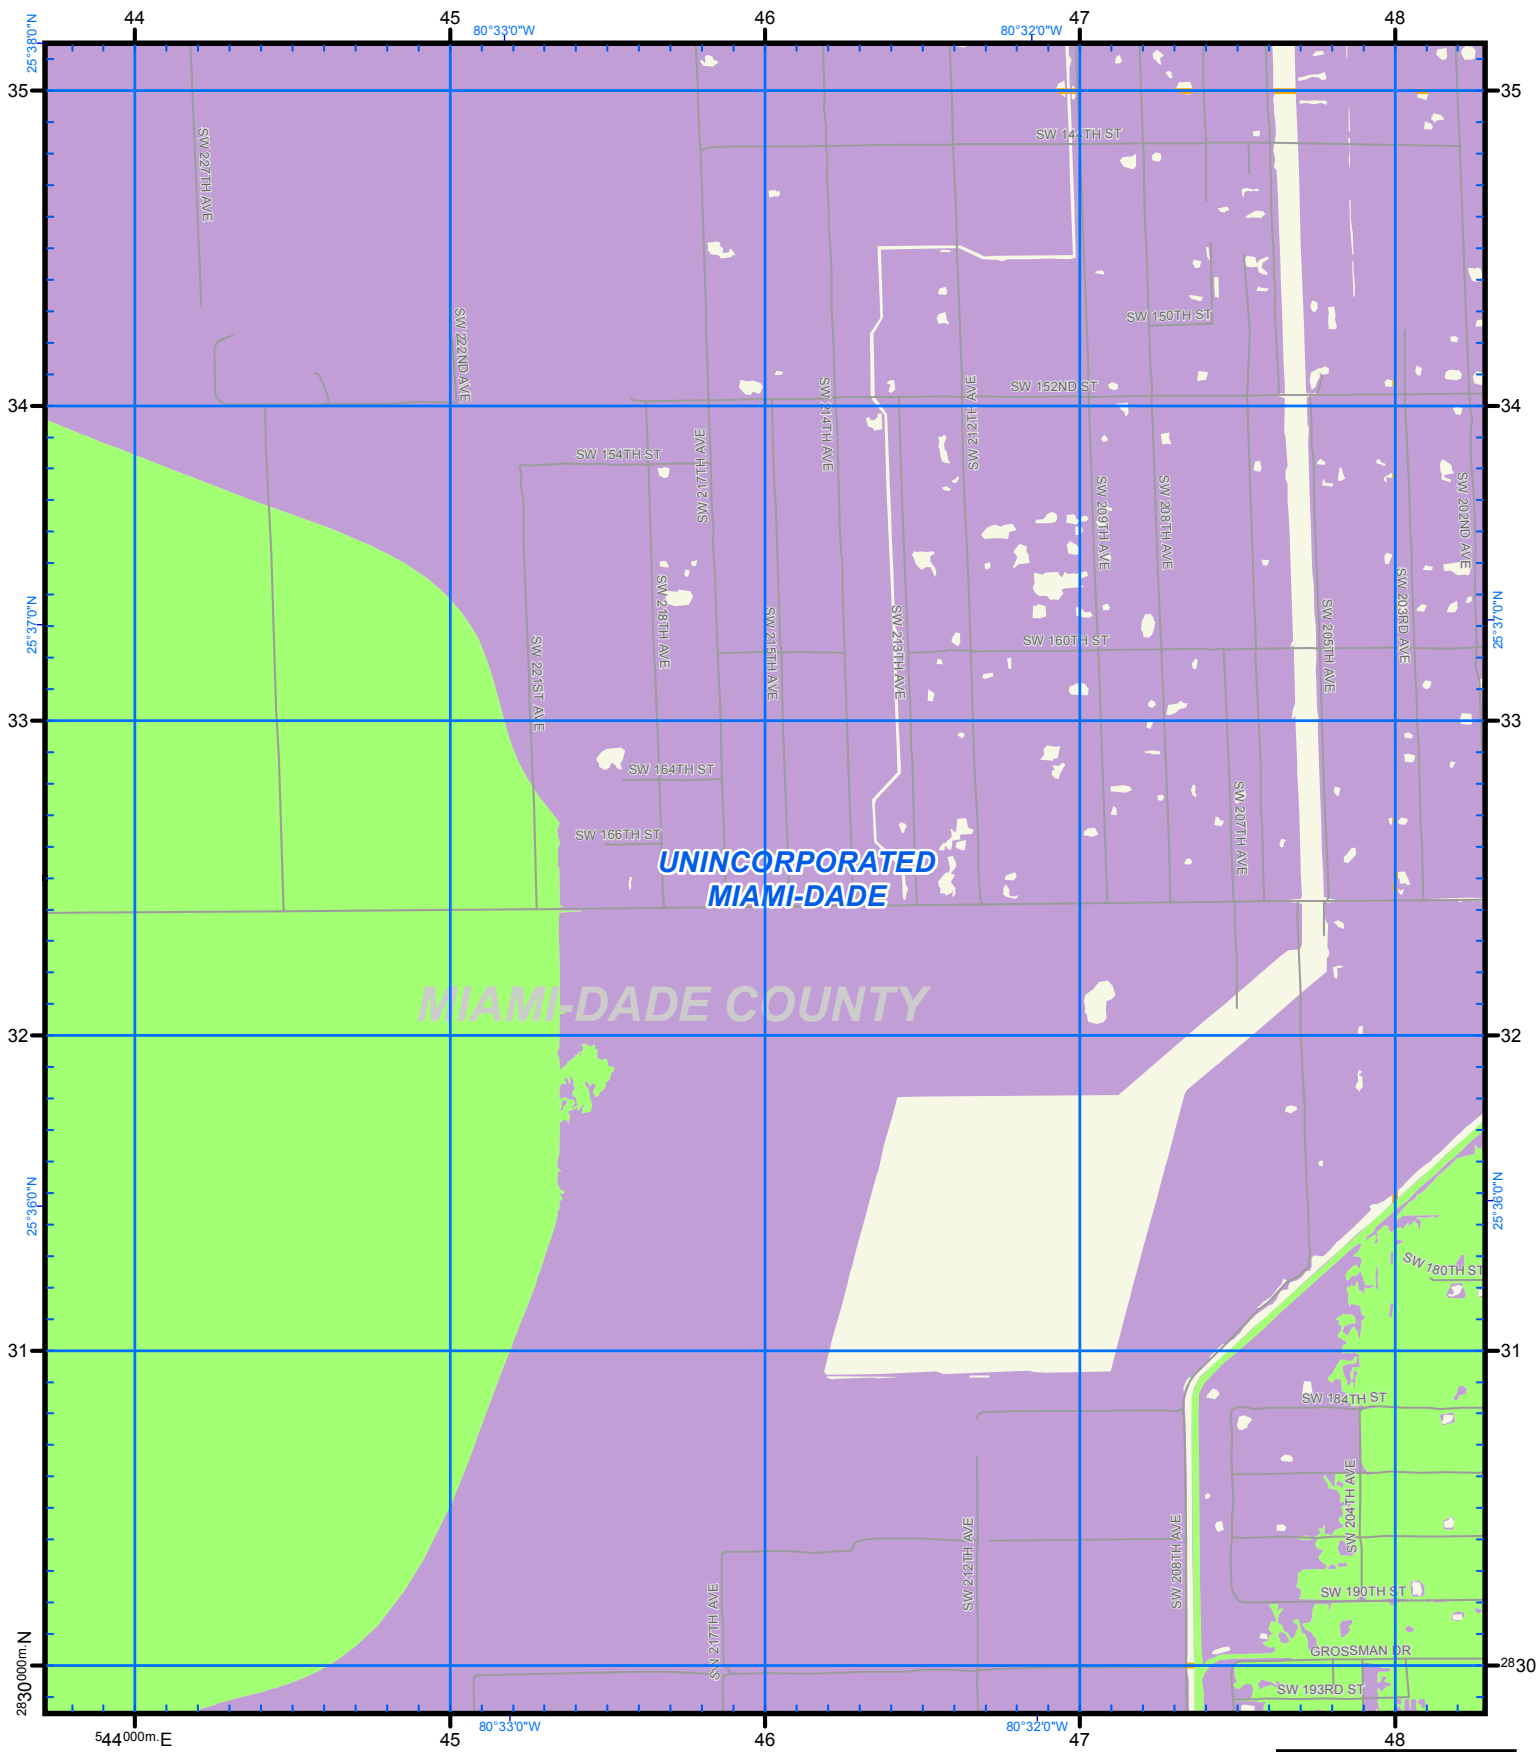 44 45 46 47 48
80°33'0"W 80°32'0"W
25°38'0"N
35 35
SW 144TH ST
SW 227TH AVE
SW 222ND AVE
SW 150TH ST
SW 152ND ST
34 34
SW 214TH AVE
SW 212TH AVE
SW 154TH ST
SW 217TH AVE
SW 209TH AVE
SW 208TH AVE
SW 202ND AVE
25°37'0"N 25°37'0"N
SW 218TH AVE
SW 203RD AVE
SW 215TH AVE
SW 213TH AVE
SW 205TH AVE
SW 160TH ST
SW 221ST AVE
33 33
SW 164TH ST
SW 207TH AVE
SW 166TH ST
UNINCORPORATED
MIAMI-DADE
MIAMI-DADE COUNTY
32 32
25°36'0"N 25°36'0"N
SW 180TH ST
31 31
SW 184TH ST
SW 204TH AVE
SW 212TH AVE
SW 208TH AVE
SW 217TH AVE
SW 190TH ST
GROSSMAN DR
2830000m.N 2830
SW 193RD ST
80°33'0"W 80°32'0"W
544000m.E 45 46 47 48